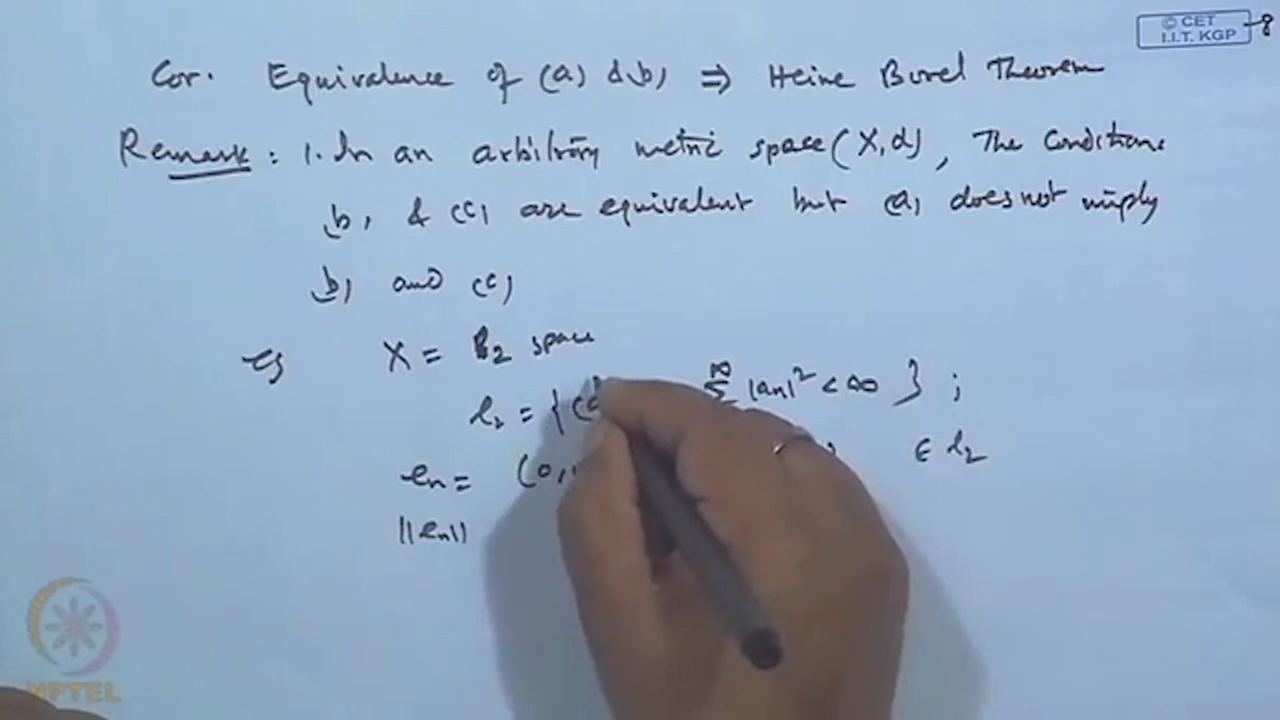 © CET
I.I.T. KGP
-8
Cor. Equivalence of (a) & (b) ⇒ Heine Borel Theorem
Remark : 1. In an arbitrary metric space (X, d), The Conditions
(b) & (c) are equivalent but (a) does not imply
(b) and (c)
eg X = l2 space
l2 = { (a ∞ Σ |an|² < ∞ } ;
en = (0, ∈ l2
||en||
NPTEL